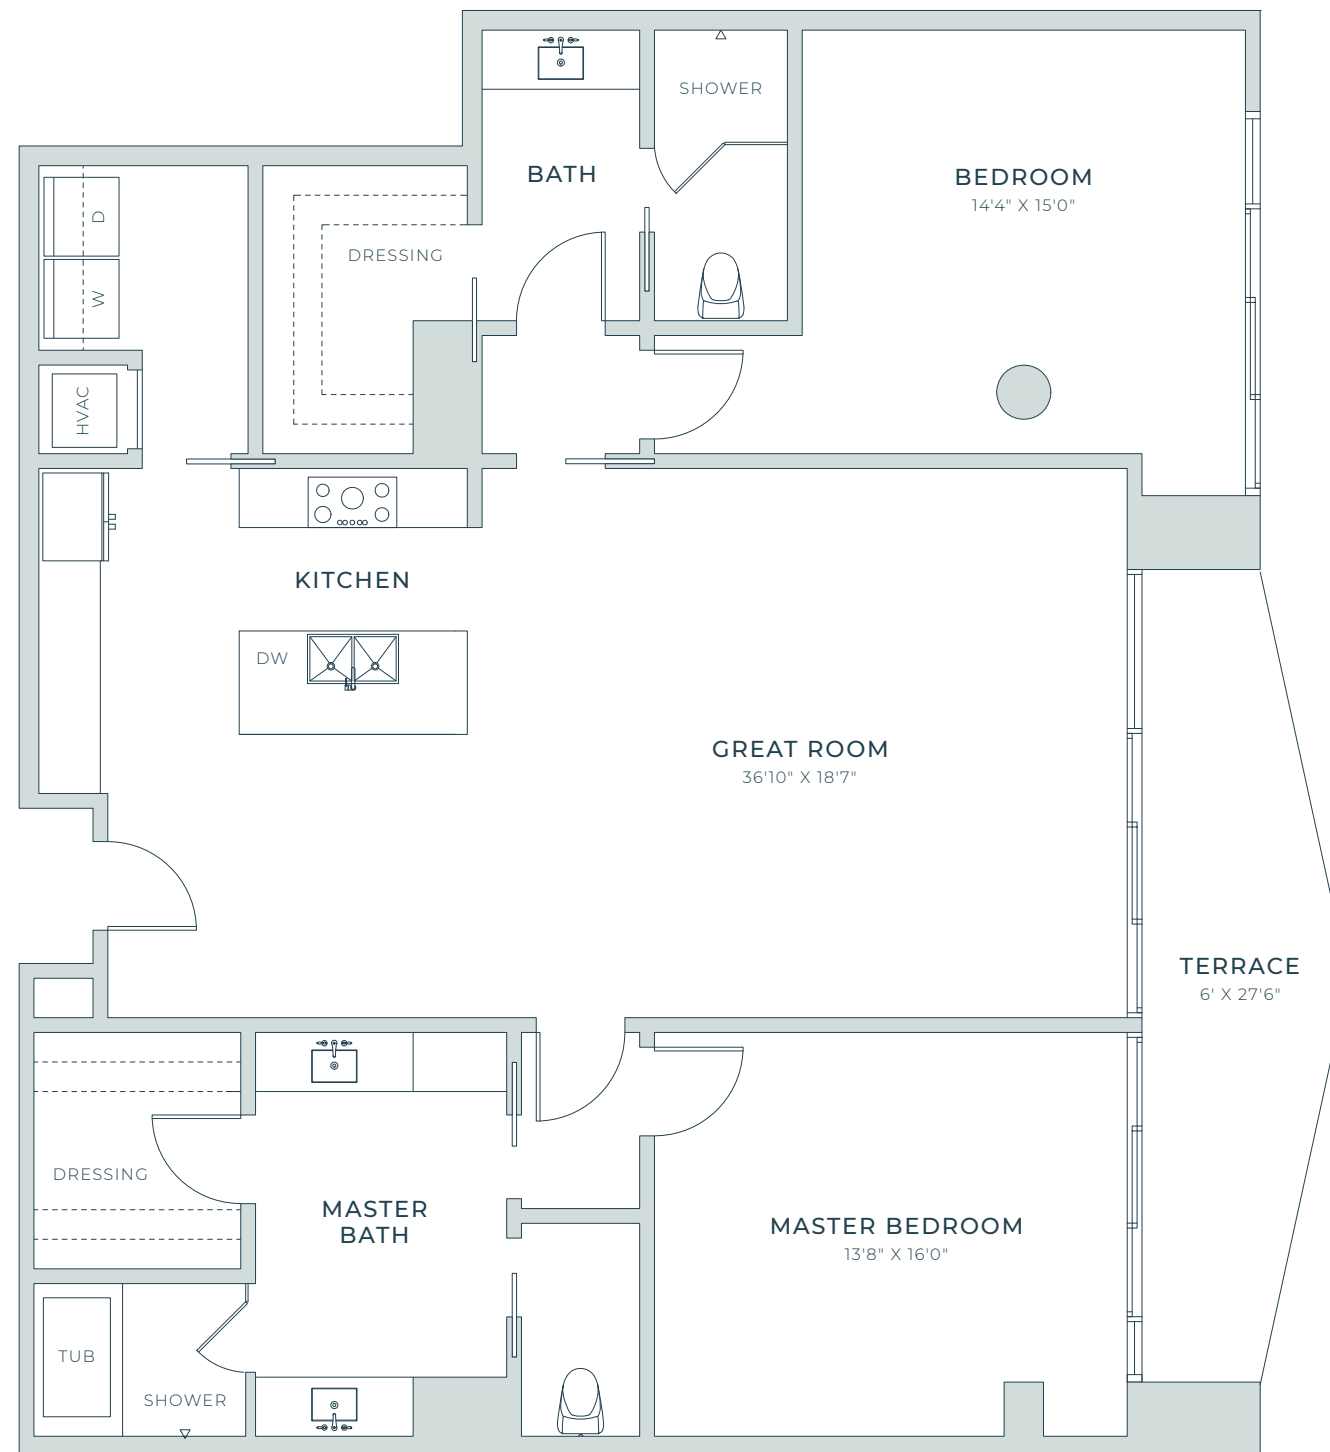 SHOWER
BATH
BEDROOM
14'4" X 15'0"
D
DRESSING
W
HVAC
KITCHEN
DW
GREAT ROOM
36'10" X 18'7"
TERRACE
6' X 27'6"
DRESSING
MASTER
BATH
MASTER BEDROOM
13'8" X 16'0"
TUB
SHOWER